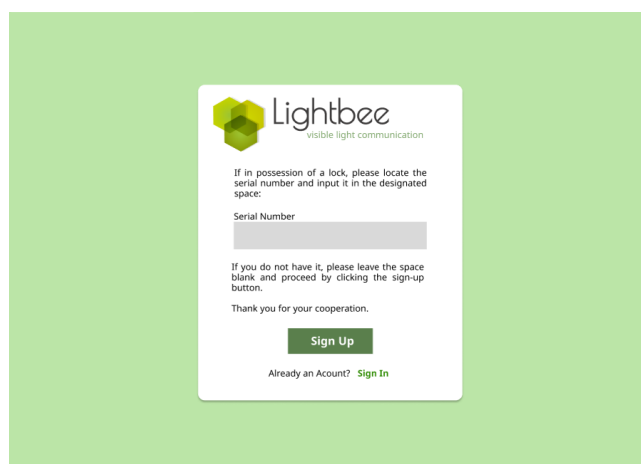 Lightbee
visible light communication
If in possession of a lock, please locate the
serial number and input it in the designated
space:
Serial Number
If you do not have it, please leave the space
blank and proceed by clicking the sign-up
button.
Thank you for your cooperation.
Sign Up
Already an Acount? Sign In